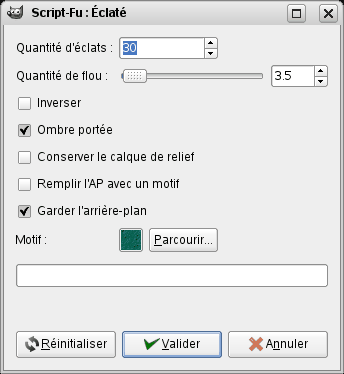 Script-Fu : Éclaté
Quantité d'éclats : 30
Quantité de flou : 3.5
Inverser
Ombre portée
Conserver le calque de relief
Remplir l'AP avec un motif
Garder l'arrière-plan
Motif : Parcourir...
Réinitialiser Valider Annuler